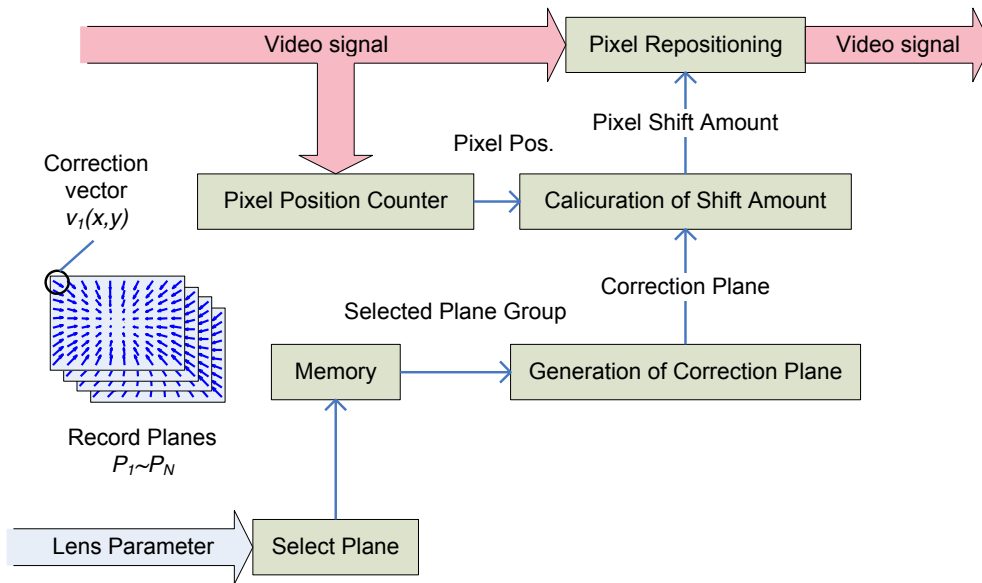 Video signal
Pixel Repositioning
Video signal
Pixel Shift Amount
Pixel Pos.
Correction
vector
v₁(x,y)
Pixel Position Counter
Calicuration of Shift Amount
Correction Plane
Selected Plane Group
Memory
Generation of Correction Plane
Record Planes
P₁~P_N
Lens Parameter
Select Plane